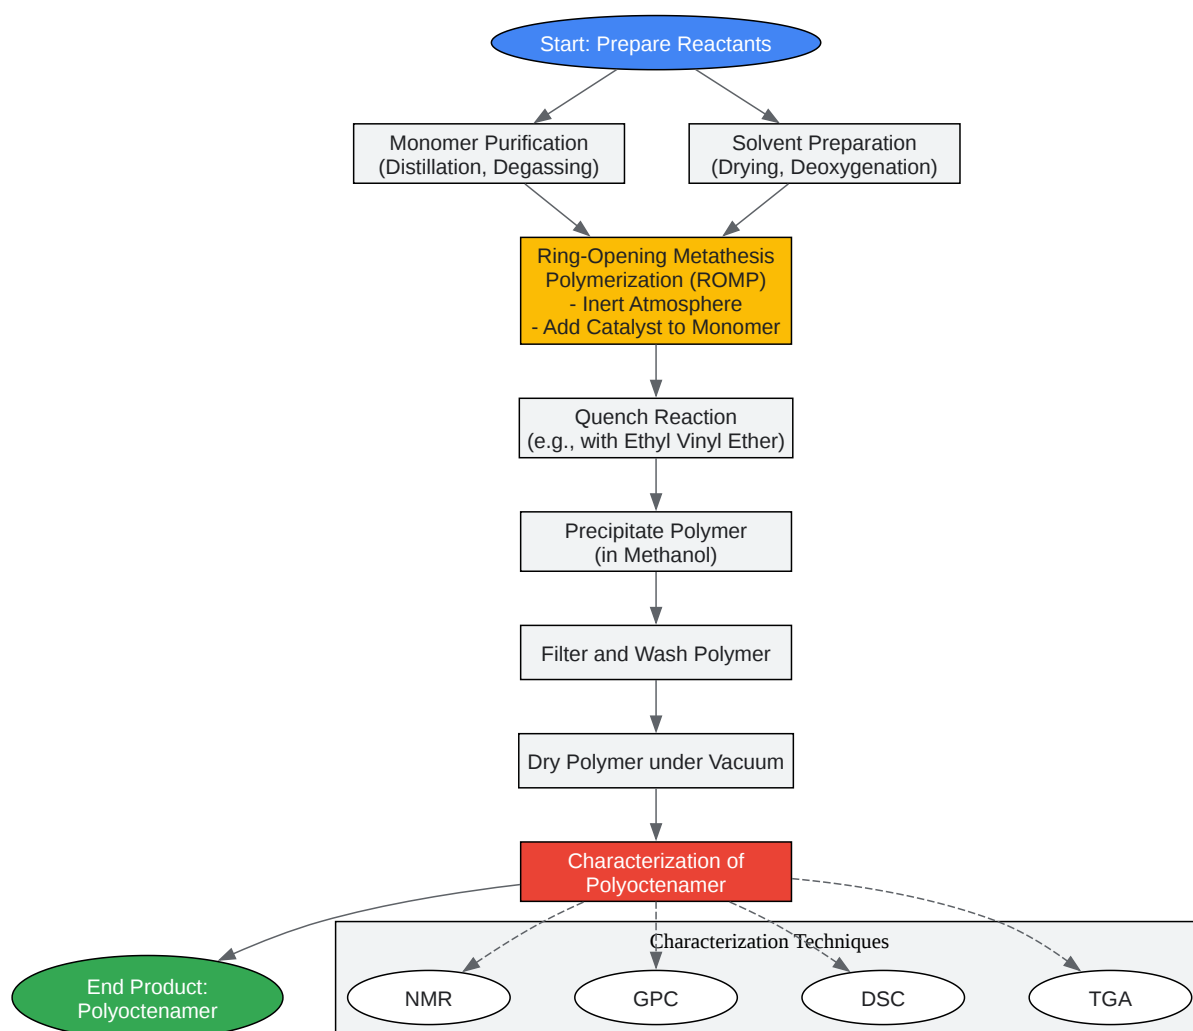 Start: Prepare Reactants
Monomer Purification
(Distillation, Degassing)
Solvent Preparation
(Drying, Deoxygenation)
Ring-Opening Metathesis
Polymerization (ROMP)
- Inert Atmosphere
- Add Catalyst to Monomer
Quench Reaction
(e.g., with Ethyl Vinyl Ether)
Precipitate Polymer
(in Methanol)
Filter and Wash Polymer
Dry Polymer under Vacuum
Characterization of
Polyoctenamer
Characterization Techniques
End Product:
Polyoctenamer
NMR
GPC
DSC
TGA